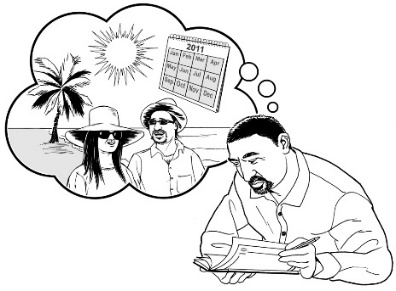 2011
Jan Feb Mar Apr
May Jun Jul Aug
Sep Oct Nov Dec